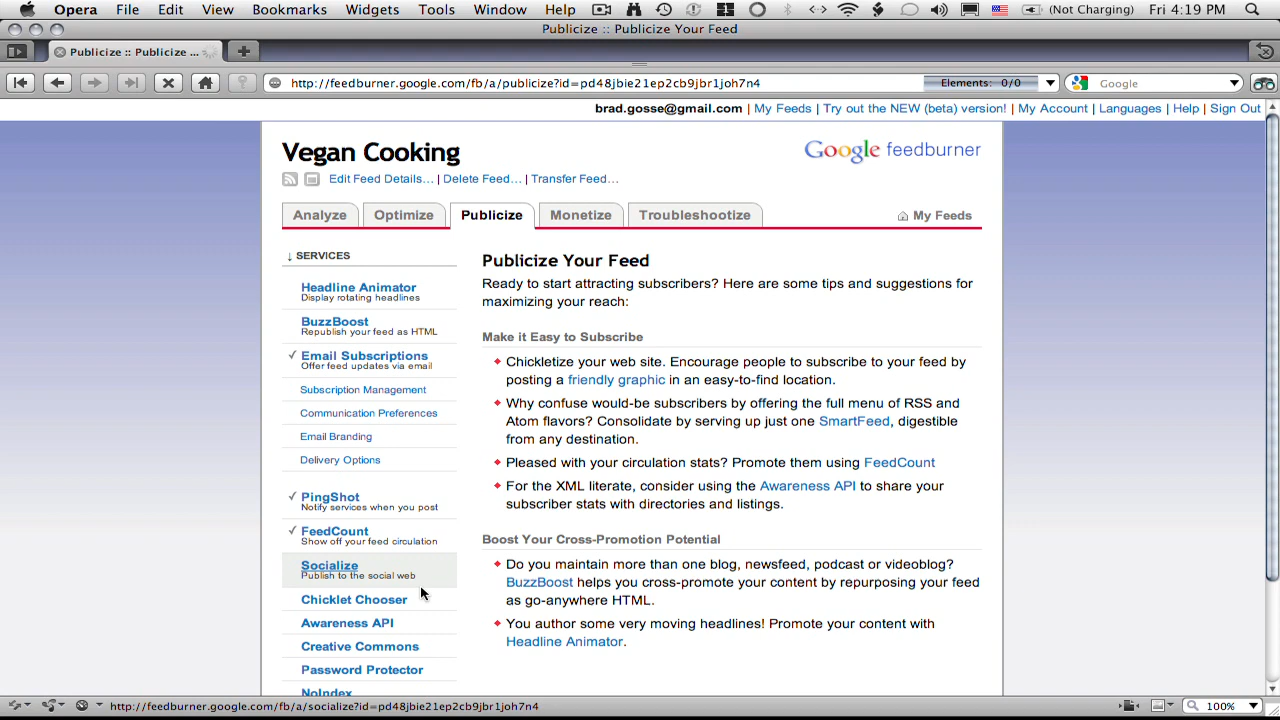 Opera File Edit View Bookmarks Widgets Tools Window Help (Not Charging) Fri 4:19 PM
Publicize :: Publicize Your Feed
Publicize :: Publicize ...
http://feedburner.google.com/fb/a/publicize?id=pd48jbie21ep2cb9jbr1joh7n4 Elements: 0/0 Google
brad.gosse@gmail.com | My Feeds | Try out the NEW (beta) version! | My Account | Languages | Help | Sign Out
Vegan Cooking
Google feedburner
Edit Feed Details... | Delete Feed... | Transfer Feed...
Analyze Optimize Publicize Monetize Troubleshootize My Feeds
↓ SERVICES
Headline Animator
Display rotating headlines
BuzzBoost
Republish your feed as HTML
✓ Email Subscriptions
Offer feed updates via email
Subscription Management
Communication Preferences
Email Branding
Delivery Options
✓ PingShot
Notify services when you post
✓ FeedCount
Show off your feed circulation
Socialize
Publish to the social web
Chicklet Chooser
Awareness API
Creative Commons
Password Protector
NoIndex
Publicize Your Feed
Ready to start attracting subscribers? Here are some tips and suggestions for
maximizing your reach:
Make it Easy to Subscribe
Chickletize your web site. Encourage people to subscribe to your feed by
posting a friendly graphic in an easy-to-find location.
Why confuse would-be subscribers by offering the full menu of RSS and
Atom flavors? Consolidate by serving up just one SmartFeed, digestible
from any destination.
Pleased with your circulation stats? Promote them using FeedCount
For the XML literate, consider using the Awareness API to share your
subscriber stats with directories and listings.
Boost Your Cross-Promotion Potential
Do you maintain more than one blog, newsfeed, podcast or videoblog?
BuzzBoost helps you cross-promote your content by repurposing your feed
as go-anywhere HTML.
You author some very moving headlines! Promote your content with
Headline Animator.
http://feedburner.google.com/fb/a/socialize?id=pd48jbie21ep2cb9jbr1joh7n4 100%